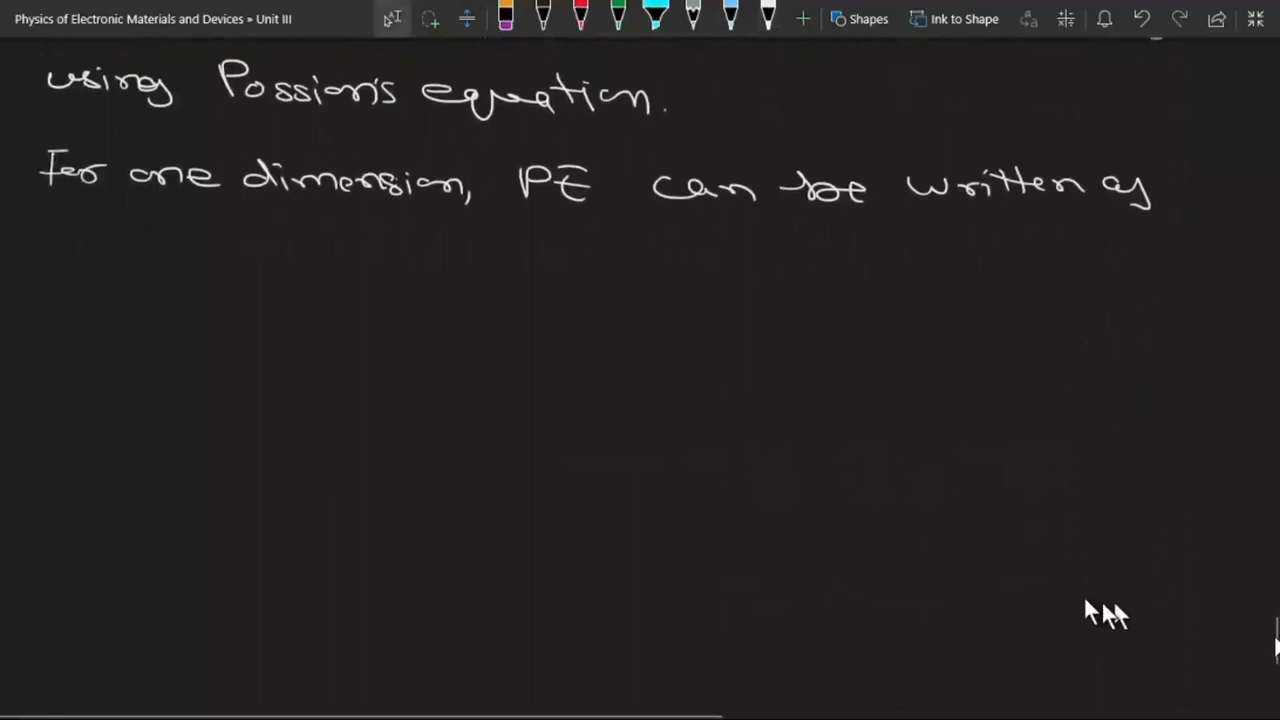 Physics of Electronic Materials and Devices » Unit III
Shapes
Ink to Shape
using Possion's equation.
For one dimension, PE can be written as